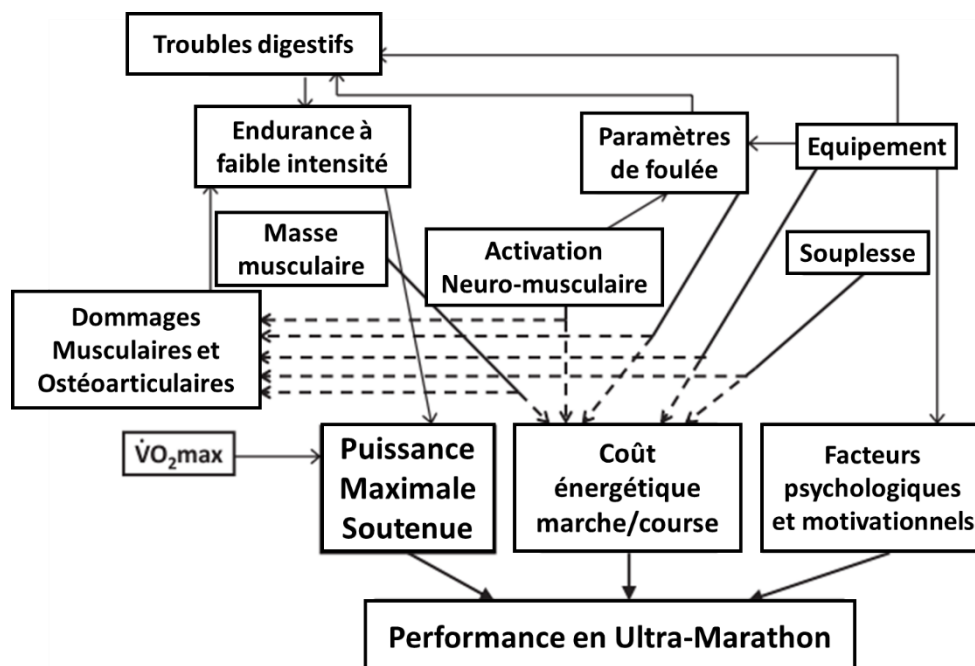 Troubles digestifs
Endurance à
faible intensité
Paramètres
de foulée
Equipement
Masse
musculaire
Activation
Neuro-musculaire
Souplesse
Dommages
Musculaires et
Ostéoarticulaires
V̇O₂max
Puissance
Maximale
Soutenue
Coût
énergétique
marche/course
Facteurs
psychologiques
et motivationnels
Performance en Ultra-Marathon